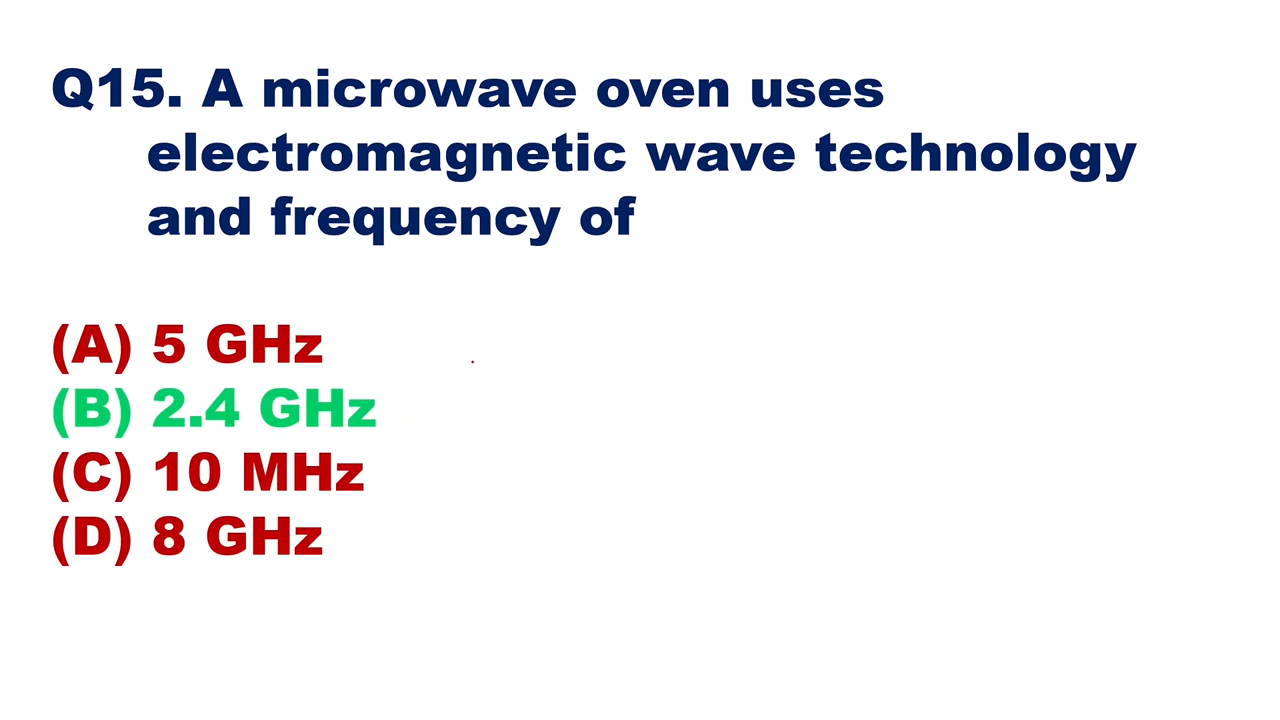 Q15. A microwave oven uses
electromagnetic wave technology
and frequency of
(A) 5 GHz
(B) 2.4 GHz
(C) 10 MHz
(D) 8 GHz